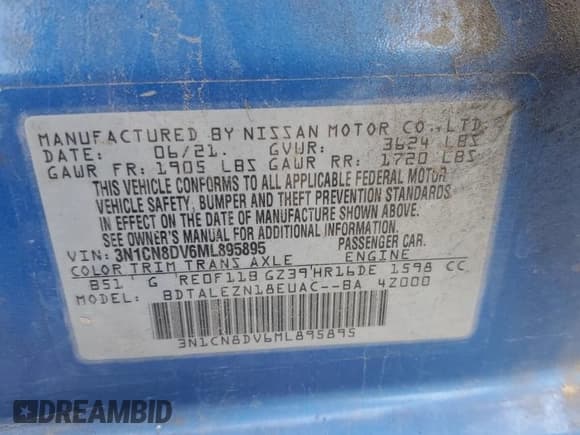 MANUFACTURED BY NISSAN MOTOR CO., LTD.
DATE: 06/21. GVWR: 3624 LBS
GAWR FR: 1905 LBS GAWR RR: 1720 LBS
THIS VEHICLE CONFORMS TO ALL APPLICABLE FEDERAL MOTOR
VEHICLE SAFETY, BUMPER AND THEFT PREVENTION STANDARDS
IN EFFECT ON THE DATE OF MANUFACTURE SHOWN ABOVE.
SEE OWNER'S MANUAL FOR ADDITIONAL INFORMATION.
VIN: 3N1CN8DV6ML895895 PASSENGER CAR.
COLOR TRIM TRANS AXLE ENGINE
B51 G RE0F11B GZ39 HR16DE 1598 CC
MODEL: BDTALEZN18EUAC--BA 4Z000
3N1CN8DV6ML895895
DREAMBID